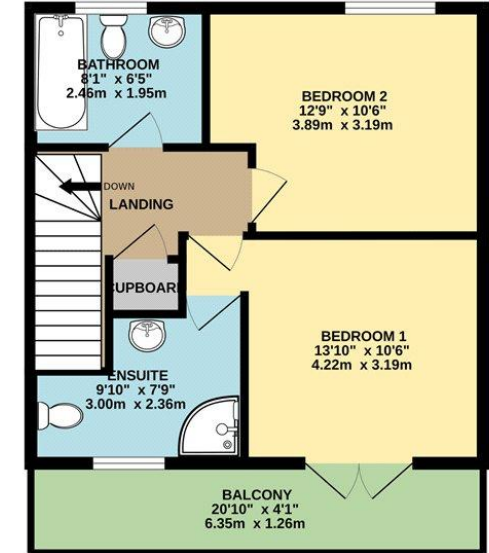 BATHROOM
8'1" x 6'5"
2.46m x 1.95m
BEDROOM 2
12'9" x 10'6"
3.89m x 3.19m
DOWN
LANDING
CUPBOARD
BEDROOM 1
13'10" x 10'6"
4.22m x 3.19m
ENSUITE
9'10" x 7'9"
3.00m x 2.36m
BALCONY
20'10" x 4'1"
6.35m x 1.26m